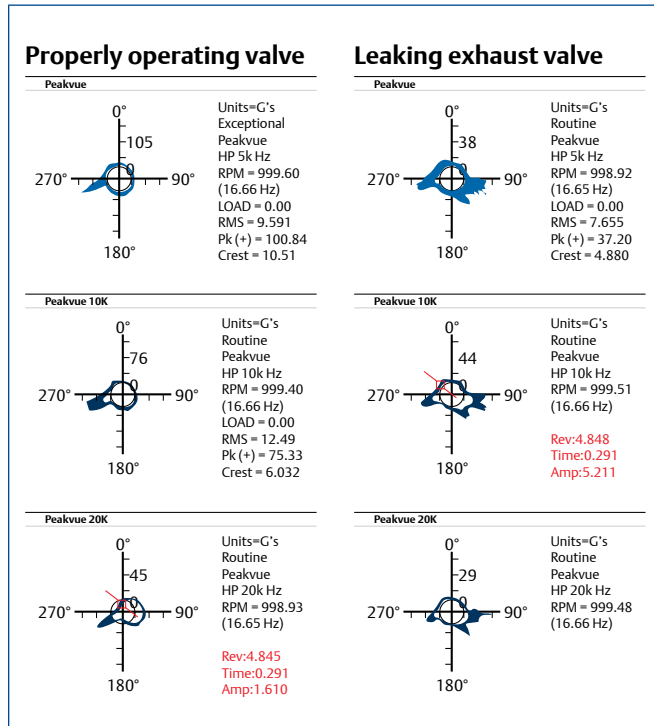 Properly operating valve
Peakvue
0°
105
0
270°
90°
180°
Units=G's
Exceptional
Peakvue
HP 5k Hz
RPM = 999.60
(16.66 Hz)
LOAD = 0.00
RMS = 9.591
Pk (+) = 100.84
Crest = 10.51
Peakvue 10K
0°
76
0
270°
90°
180°
Units=G's
Routine
Peakvue
HP 10k Hz
RPM = 999.40
(16.66 Hz)
LOAD = 0.00
RMS = 12.49
Pk (+) = 75.33
Crest = 6.032
Peakvue 20K
0°
45
0
270°
90°
180°
Units=G's
Routine
Peakvue
HP 20k Hz
RPM = 998.93
(16.65 Hz)
Rev:4.845
Time:0.291
Amp:1.610
Leaking exhaust valve
Peakvue
0°
38
0
270°
90°
180°
Units=G's
Routine
Peakvue
HP 5k Hz
RPM = 998.92
(16.65 Hz)
LOAD = 0.00
RMS = 7.655
Pk (+) = 37.20
Crest = 4.880
Peakvue 10K
0°
44
0
270°
90°
180°
Units=G's
Routine
Peakvue
HP 10k Hz
RPM = 999.51
(16.66 Hz)
Rev:4.848
Time:0.291
Amp:5.211
Peakvue 20K
0°
29
0
270°
90°
180°
Units=G's
Routine
Peakvue
HP 20k Hz
RPM = 999.48
(16.66 Hz)